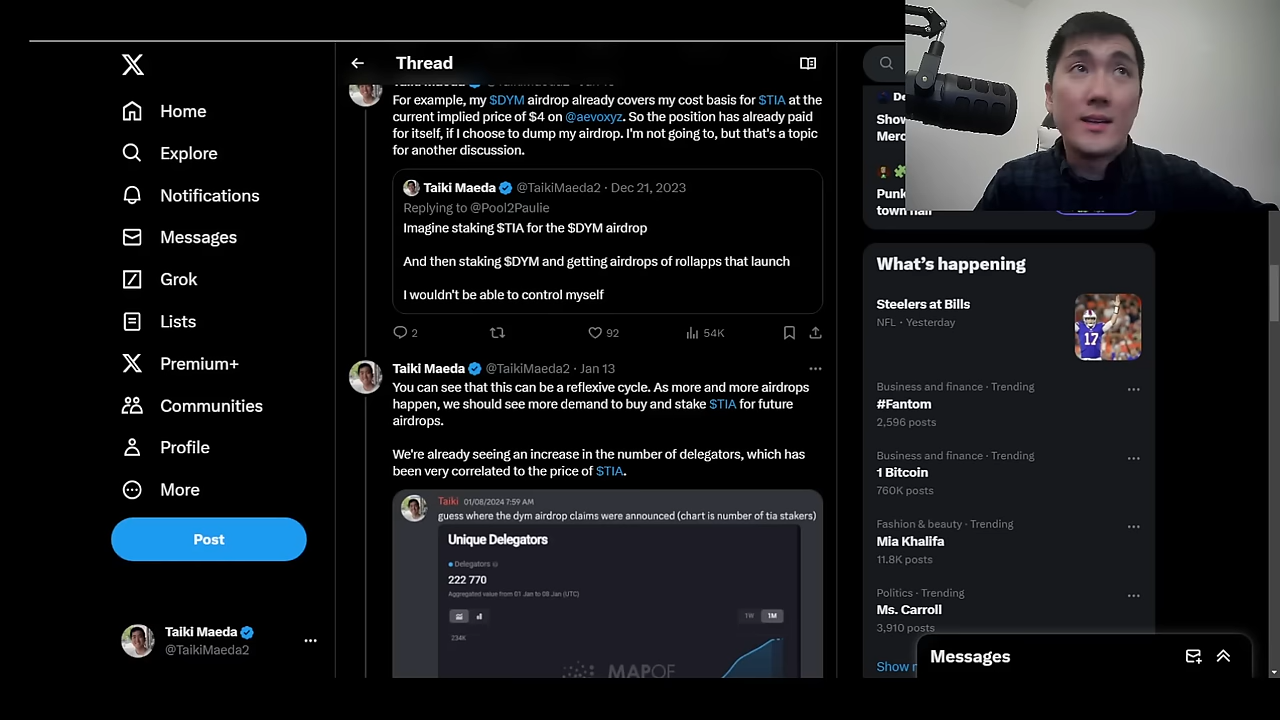 Home
Explore
Notifications
Messages
Grok
Lists
Premium+
Communities
Profile
More
Post
Taiki Maeda
@TaikiMaeda2
Thread
For example, my $DYM airdrop already covers my cost basis for $TIA at the
current implied price of $4 on @aevoxyz. So the position has already paid
for itself, if I choose to dump my airdrop. I'm not going to, but that's a topic
for another discussion.
Taiki Maeda @TaikiMaeda2 · Dec 21, 2023
Replying to @Pool2Paulie
Imagine staking $TIA for the $DYM airdrop
And then staking $DYM and getting airdrops of rollapps that launch
I wouldn't be able to control myself
2 92 54K
Taiki Maeda @TaikiMaeda2 · Jan 13
You can see that this can be a reflexive cycle. As more and more airdrops
happen, we should see more demand to buy and stake $TIA for future
airdrops.
We're already seeing an increase in the number of delegators, which has
been very correlated to the price of $TIA.
Taiki 01/08/2024 7:59 AM
guess where the dym airdrop claims were announced (chart is number of tia stakers)
Unique Delegators
Delegators
222 770
Aggregated value from 01 Jan to 08 Jan (UTC)
1W 1M
234K
What's happening
Steelers at Bills
NFL · Yesterday
17
Business and finance · Trending
#Fantom
2,596 posts
Business and finance · Trending
1 Bitcoin
760K posts
Fashion & beauty · Trending
Mia Khalifa
11.8K posts
Politics · Trending
Ms. Carroll
3,910 posts
Show
Messages